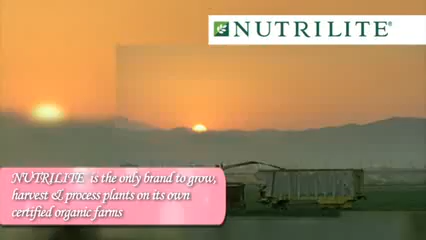 NUTRILITE®
NUTRILITE is the only brand to grow,
harvest & process plants on its own
certified organic farms